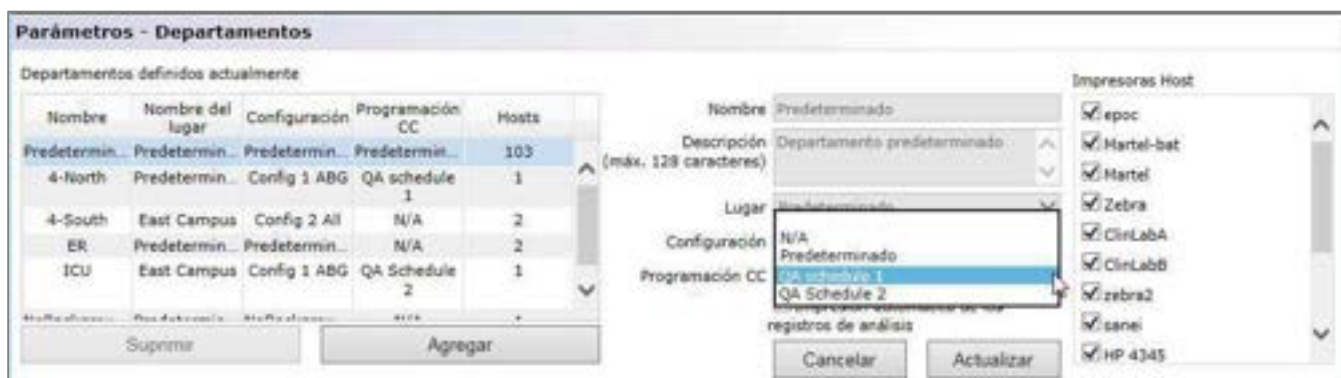 Parámetros - Departamentos
Departamentos definidos actualmente
Nombre
Nombre del lugar
Configuración
Programación CC
Hosts
Predetermin... Predetermin... Predetermin... Predetermin... 103
4-North Predetermin... Config 1 ABG QA schedule 1 1
4-South East Campus Config 2 All N/A 2
ER Predetermin... Predetermin... N/A 2
ICU East Campus Config 1 ABG QA Schedule 2 1
Suprimir
Agregar
Nombre Predeterminado
Descripción (máx. 128 caracteres) Departamento predeterminado
Lugar Predeterminado
Configuración
Programación CC
N/A
Predeterminado
QA schedule 1
QA Schedule 2
registros de análisis
Cancelar
Actualizar
Impresoras Host
epoc
Martel-bat
Martel
Zebra
ClinLabA
ClinLabB
zebra2
sanei
HP 4345